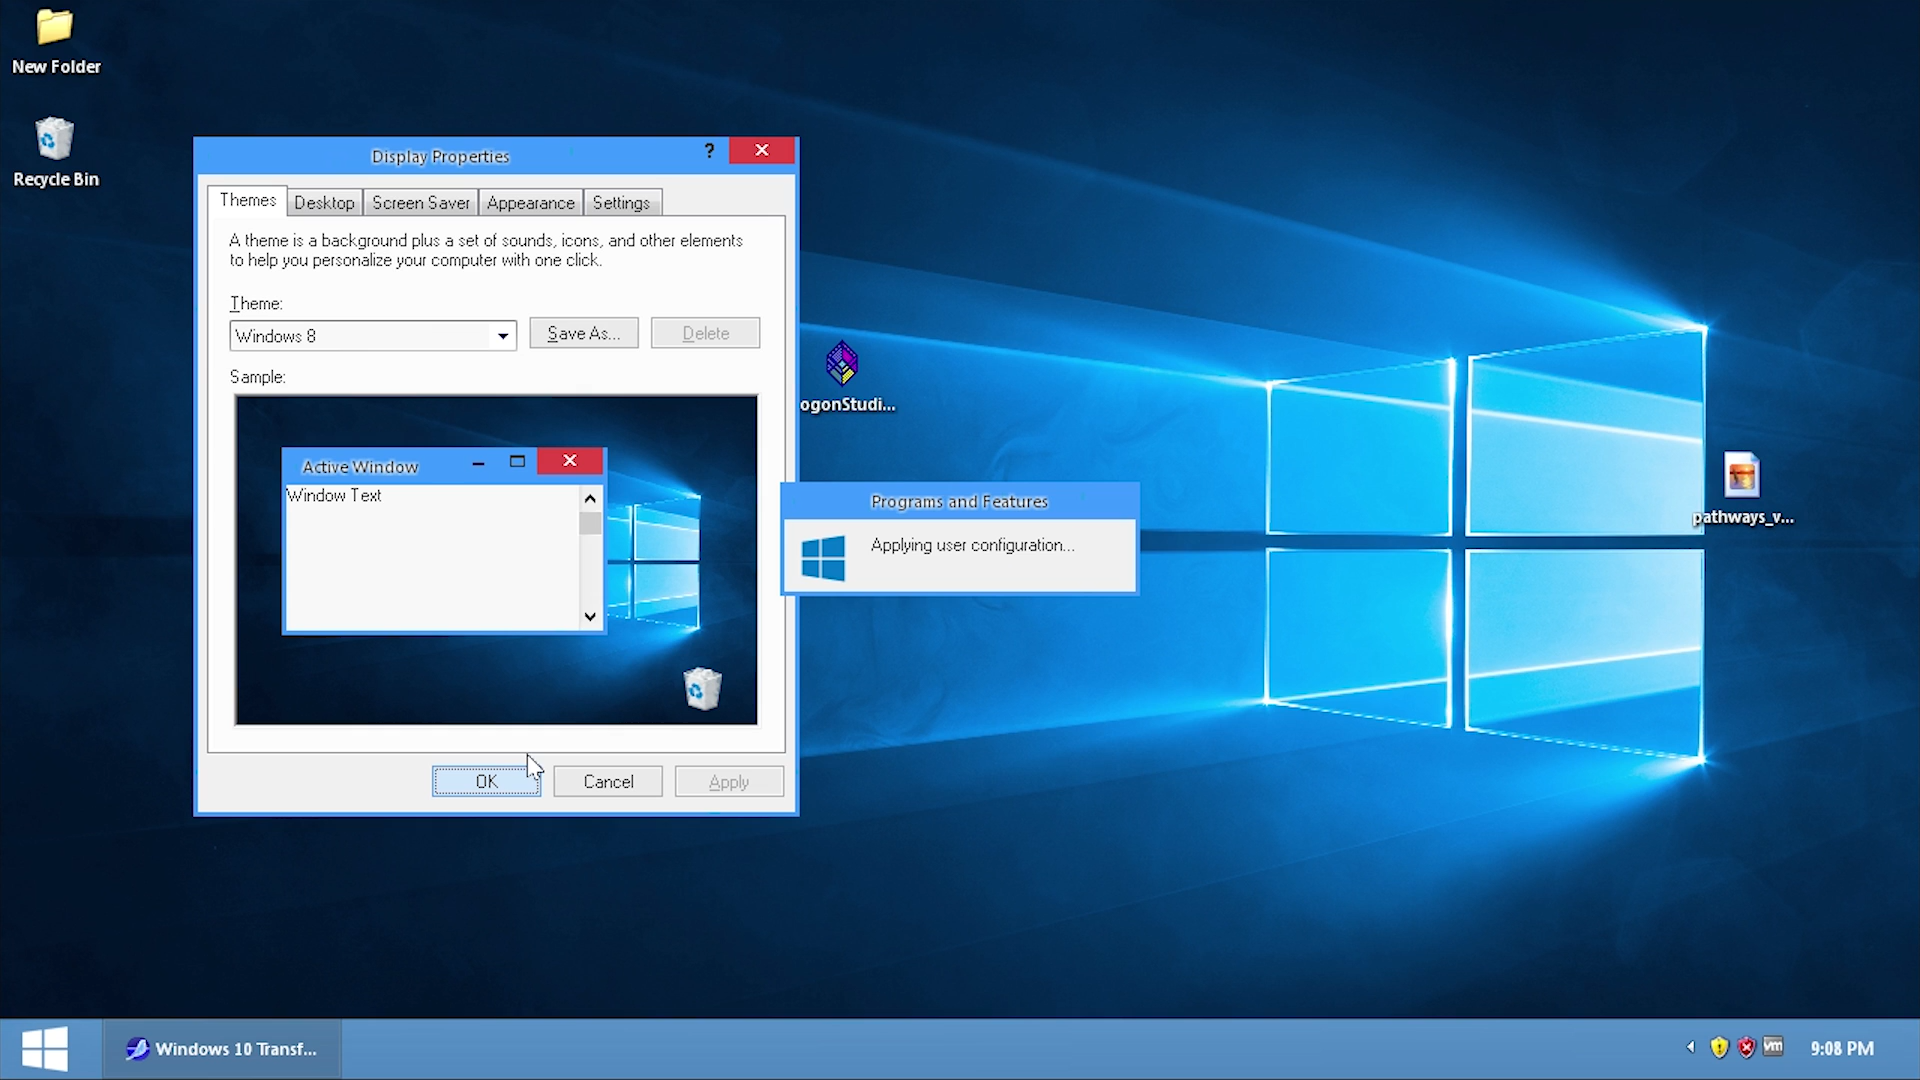 New Folder
Recycle Bin
Display Properties
?
Themes
Desktop
Screen Saver
Appearance
Settings
A theme is a background plus a set of sounds, icons, and other elements
to help you personalize your computer with one click.
Theme:
Windows 8
Save As...
Delete
Sample:
Active Window
Window Text
OK
Cancel
Apply
ogonStudi...
Programs and Features
Applying user configuration...
pathways_v...
Windows 10 Transf...
vm
9:08 PM